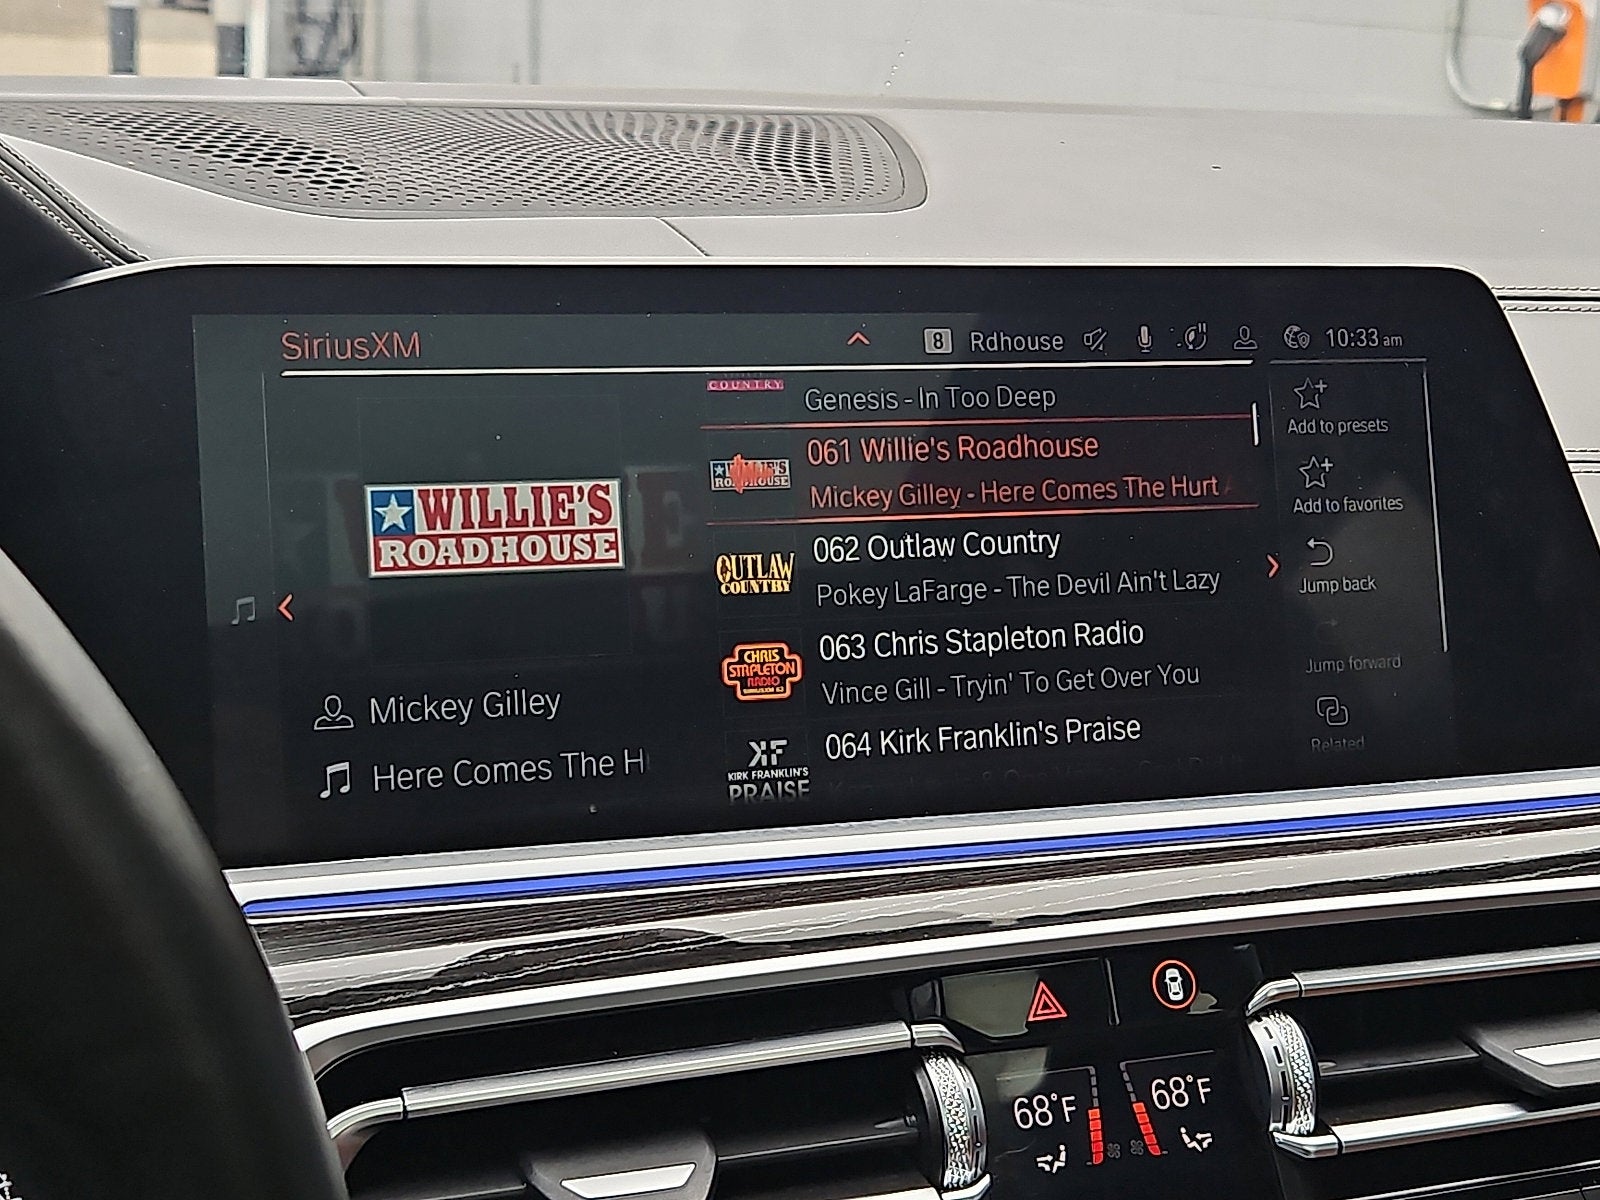 SiriusXM
8 Rdhouse 10:33 am
COUNTRY
Genesis - In Too Deep
WILLIE'S
ROADHOUSE
061 Willie's Roadhouse
Mickey Gilley - Here Comes The Hurt
OUTLAW
COUNTRY
062 Outlaw Country
Pokey LaFarge - The Devil Ain't Lazy
CHRIS
STAPLETON
RADIO
063 Chris Stapleton Radio
Vince Gill - Tryin' To Get Over You
KF
KIRK FRANKLIN'S
PRAISE
064 Kirk Franklin's Praise
WILLIE'S
ROADHOUSE
Mickey Gilley
Here Comes The H
Add to presets
Add to favorites
Jump back
Jump forward
Related
68°F
68°F